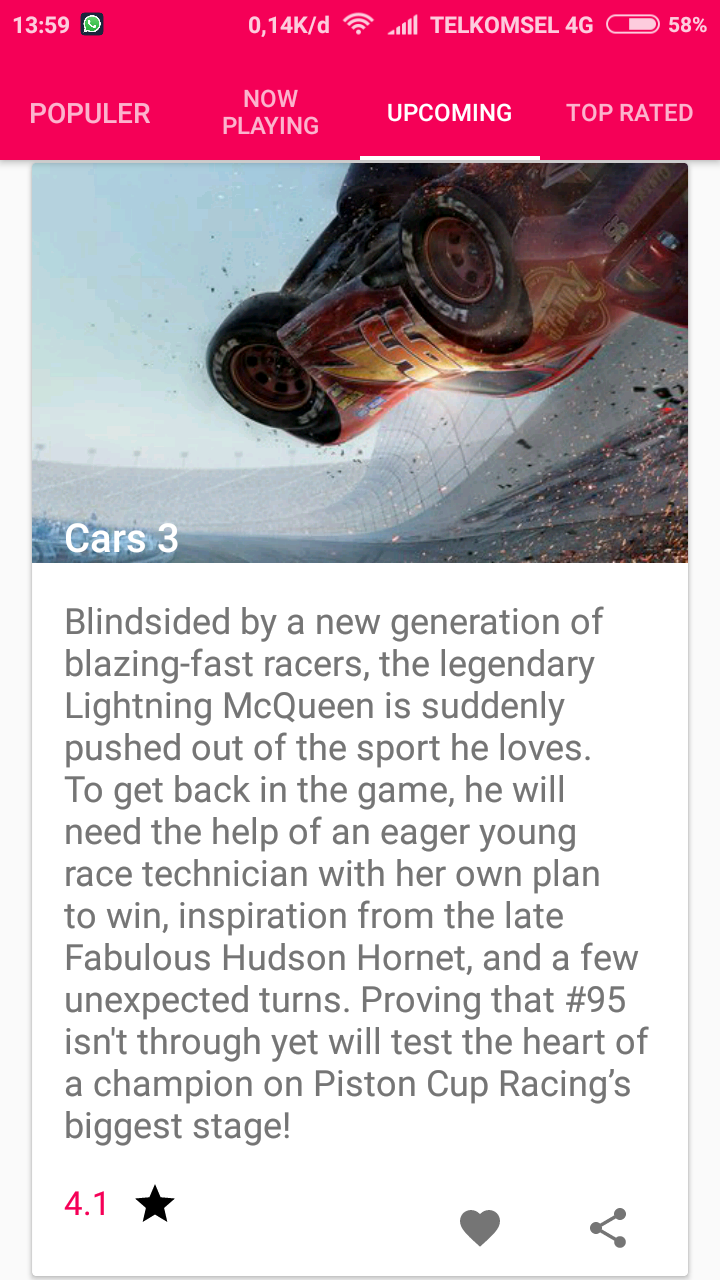 13:59 0,14K/d TELKOMSEL 4G 58%
POPULER
NOW
PLAYING
UPCOMING
TOP RATED
LIGHTYEAR
95
Cars 3
Blindsided by a new generation of
blazing-fast racers, the legendary
Lightning McQueen is suddenly
pushed out of the sport he loves.
To get back in the game, he will
need the help of an eager young
race technician with her own plan
to win, inspiration from the late
Fabulous Hudson Hornet, and a few
unexpected turns. Proving that #95
isn't through yet will test the heart of
a champion on Piston Cup Racing’s
biggest stage!
4.1